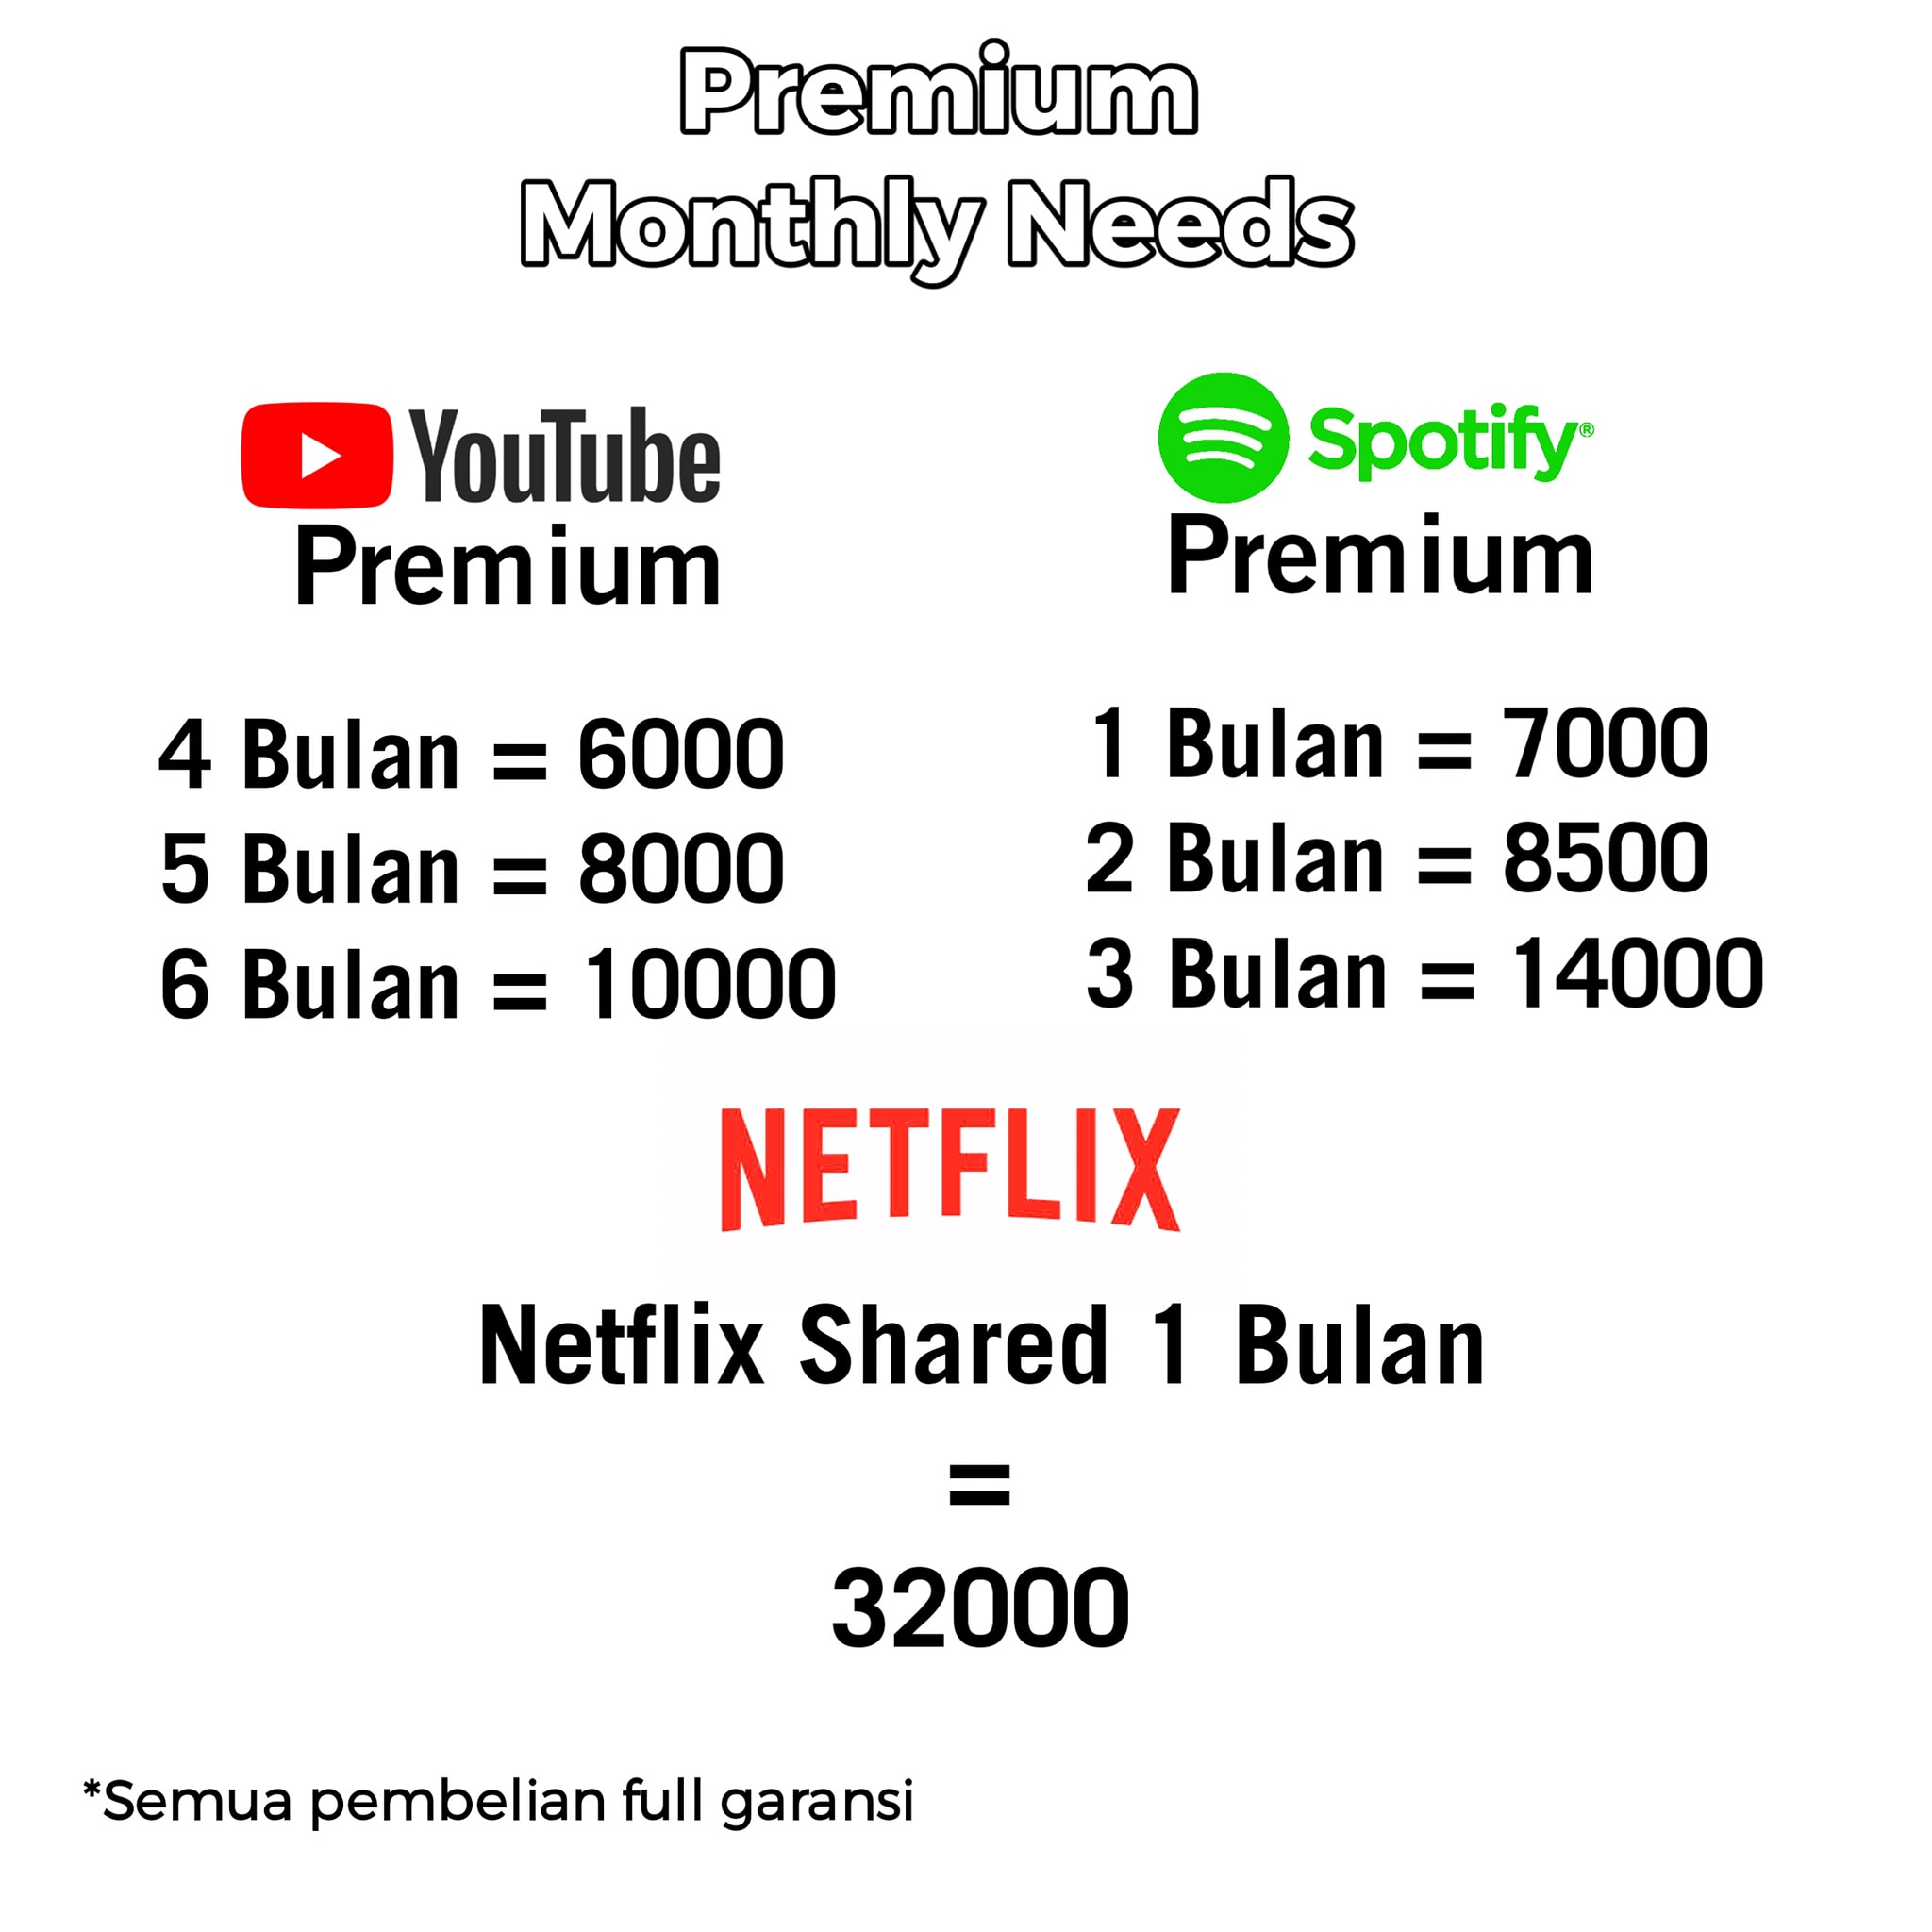 Premium
Monthly Needs
YouTube
Premium
4 Bulan = 6000
5 Bulan = 8000
6 Bulan = 10000
Spotify®
Premium
1 Bulan = 7000
2 Bulan = 8500
3 Bulan = 14000
NETFLIX
Netflix Shared 1 Bulan
=
32000
*Semua pembelian full garansi